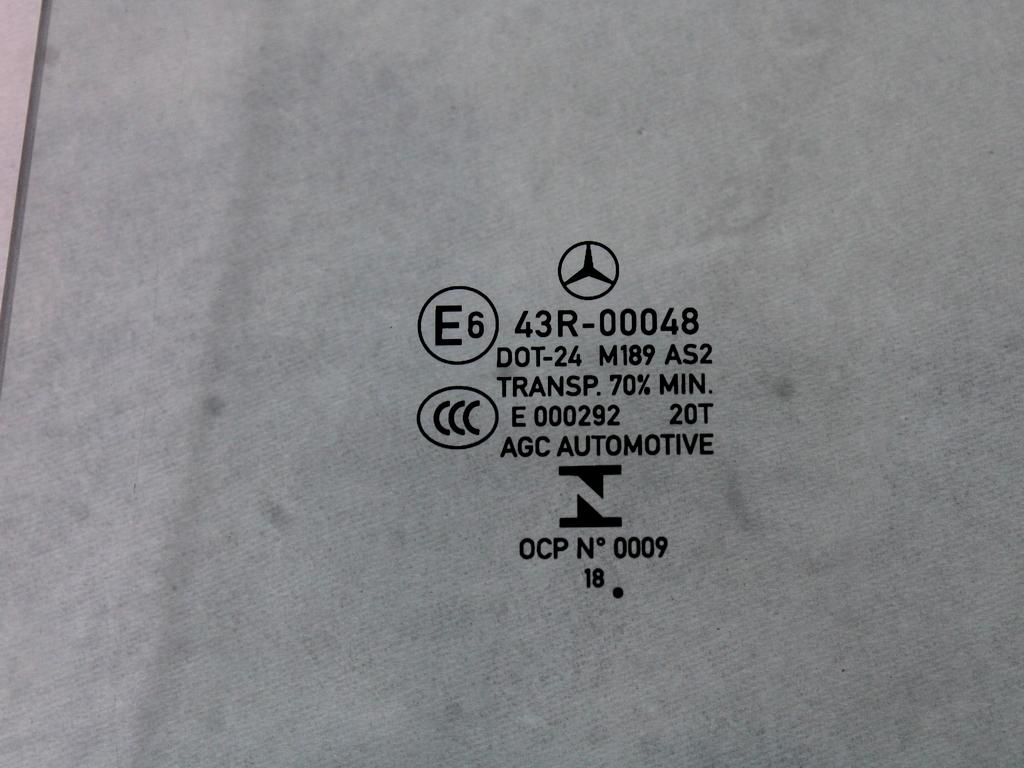 E6 43R-00048
DOT-24 M189 AS2
TRANSP. 70% MIN.
CCC E 000292 20T
AGC AUTOMOTIVE
OCP N° 0009
18 .